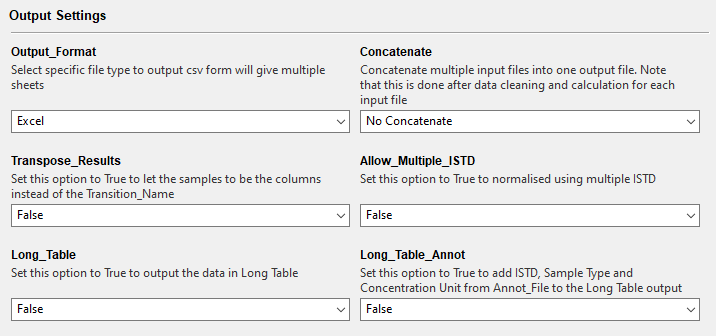 Output Settings
Output_Format
Select specific file type to output csv form will give multiple
sheets
Excel
Concatenate
Concatenate multiple input files into one output file. Note
that this is done after data cleaning and calculation for each
input file
No Concatenate
Transpose_Results
Set this option to True to let the samples to be the columns
instead of the Transition_Name
False
Allow_Multiple_ISTD
Set this option to True to normalised using multiple ISTD
False
Long_Table
Set this option to True to output the data in Long Table
False
Long_Table_Annot
Set this option to True to add ISTD, Sample Type and
Concentration Unit from Annot_File to the Long Table output
False